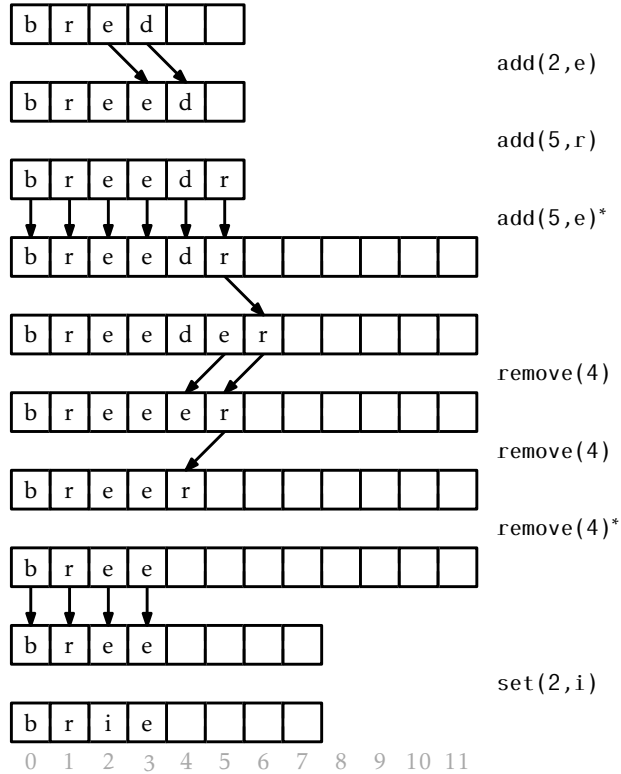 b r e d
add(2,e)
b r e e d
add(5,r)
b r e e d r
add(5,e)*
b r e e d r
b r e e d e r
remove(4)
b r e e e r
remove(4)
b r e e r
remove(4)*
b r e e
b r e e
set(2,i)
b r i e
0 1 2 3 4 5 6 7 8 9 10 11